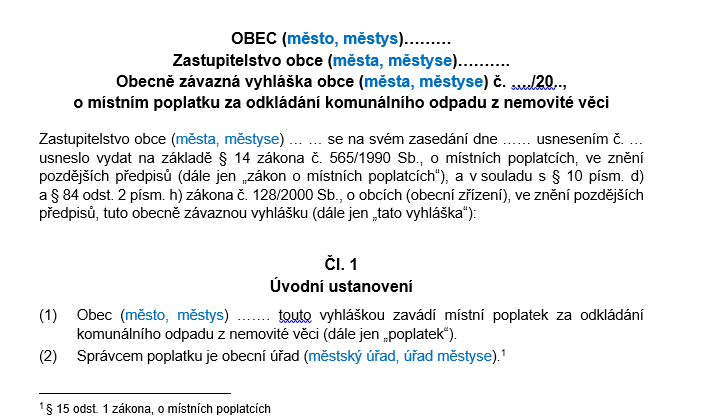 OBEC (město, městys)………
Zastupitelstvo obce (města, městyse)……….
Obecně závazná vyhláška obce (města, městyse) č. …./20..,
o místním poplatku za odkládání komunálního odpadu z nemovité věci
Zastupitelstvo obce (města, městyse) … … se na svém zasedání dne …… usnesením č. …
usneslo vydat na základě § 14 zákona č. 565/1990 Sb., o místních poplatcích, ve znění
pozdějších předpisů (dále jen „zákon o místních poplatcích“), a v souladu s § 10 písm. d)
a § 84 odst. 2 písm. h) zákona č. 128/2000 Sb., o obcích (obecní zřízení), ve znění pozdějších
předpisů, tuto obecně závaznou vyhlášku (dále jen „tato vyhláška“):
Čl. 1
Úvodní ustanovení
(1) Obec (město, městys) ……. touto vyhláškou zavádí místní poplatek za odkládání
komunálního odpadu z nemovité věci (dále jen „poplatek“).
(2) Správcem poplatku je obecní úřad (městský úřad, úřad městyse).¹
¹ § 15 odst. 1 zákona, o místních poplatcích